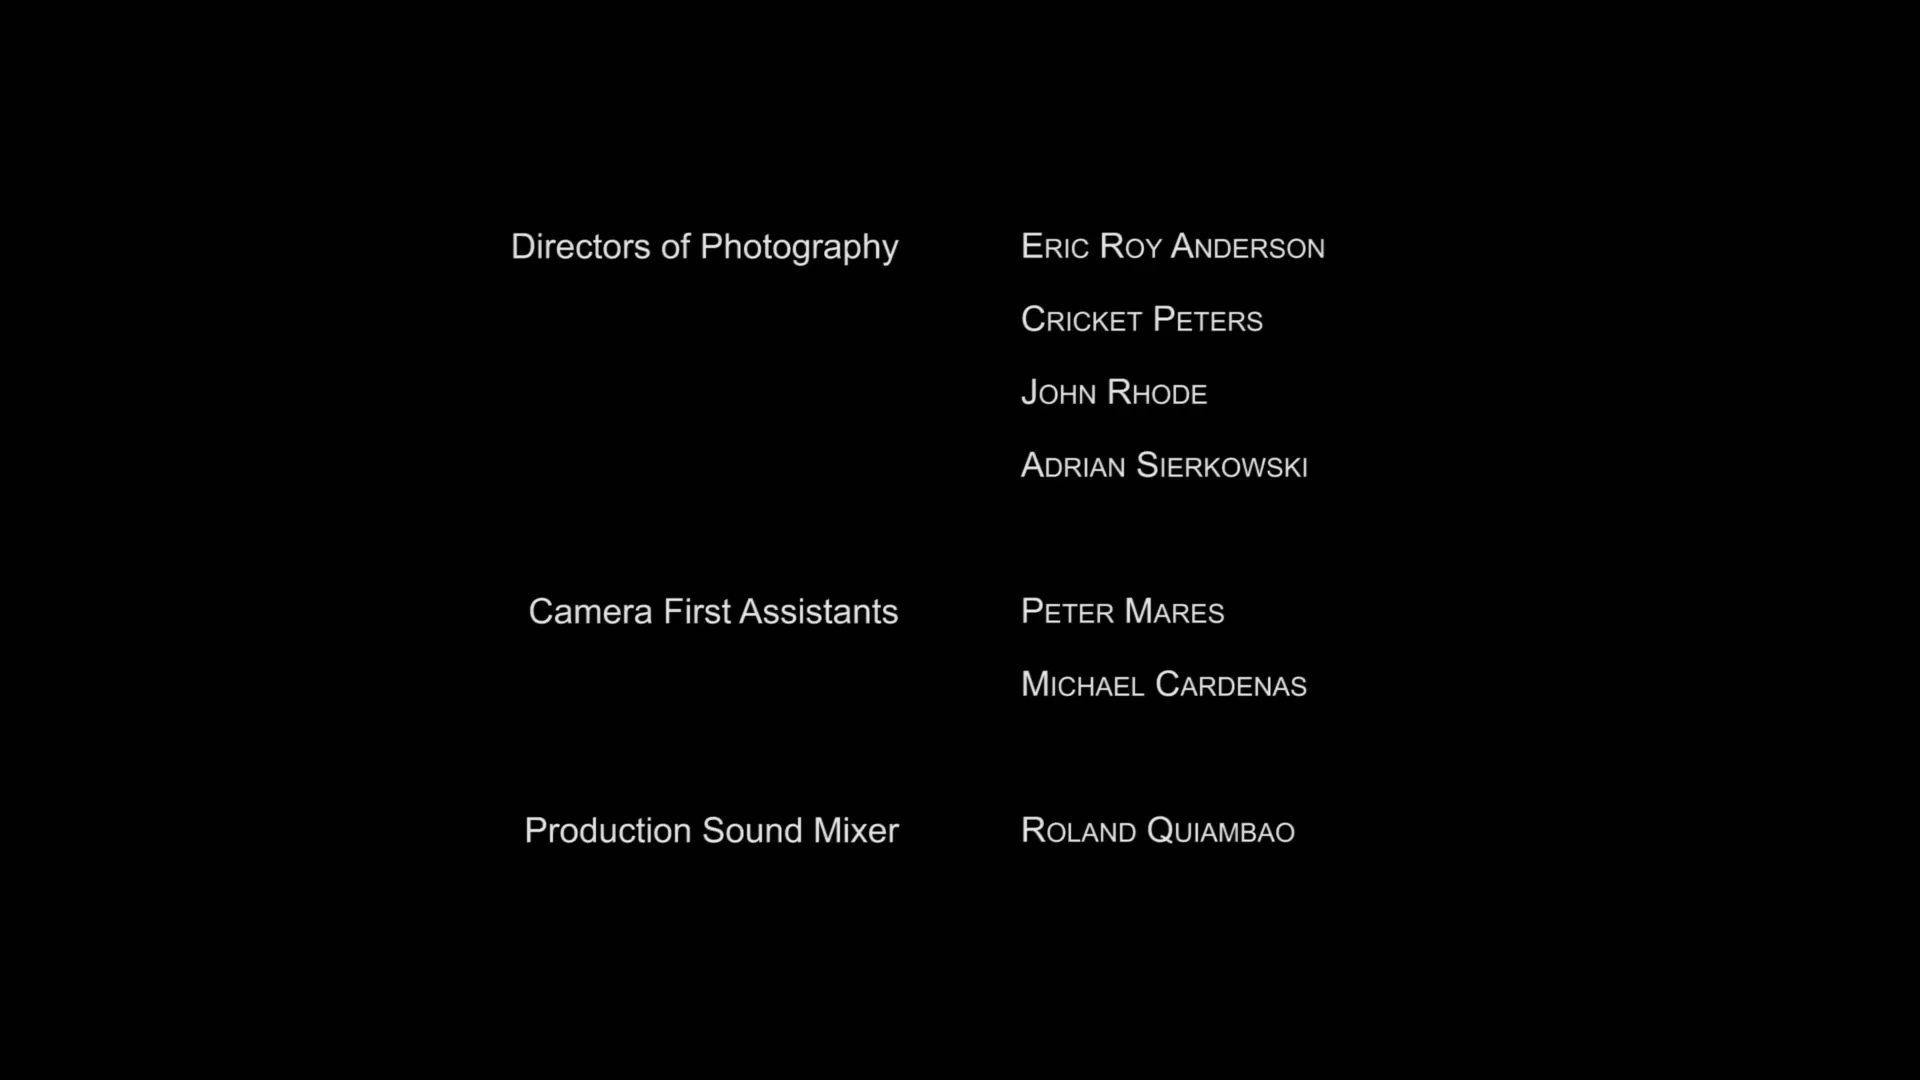 Directors of Photography Eric Roy Anderson
Cricket Peters
John Rhode
Adrian Sierkowski
Camera First Assistants Peter Mares
Michael Cardenas
Production Sound Mixer Roland Quiambao